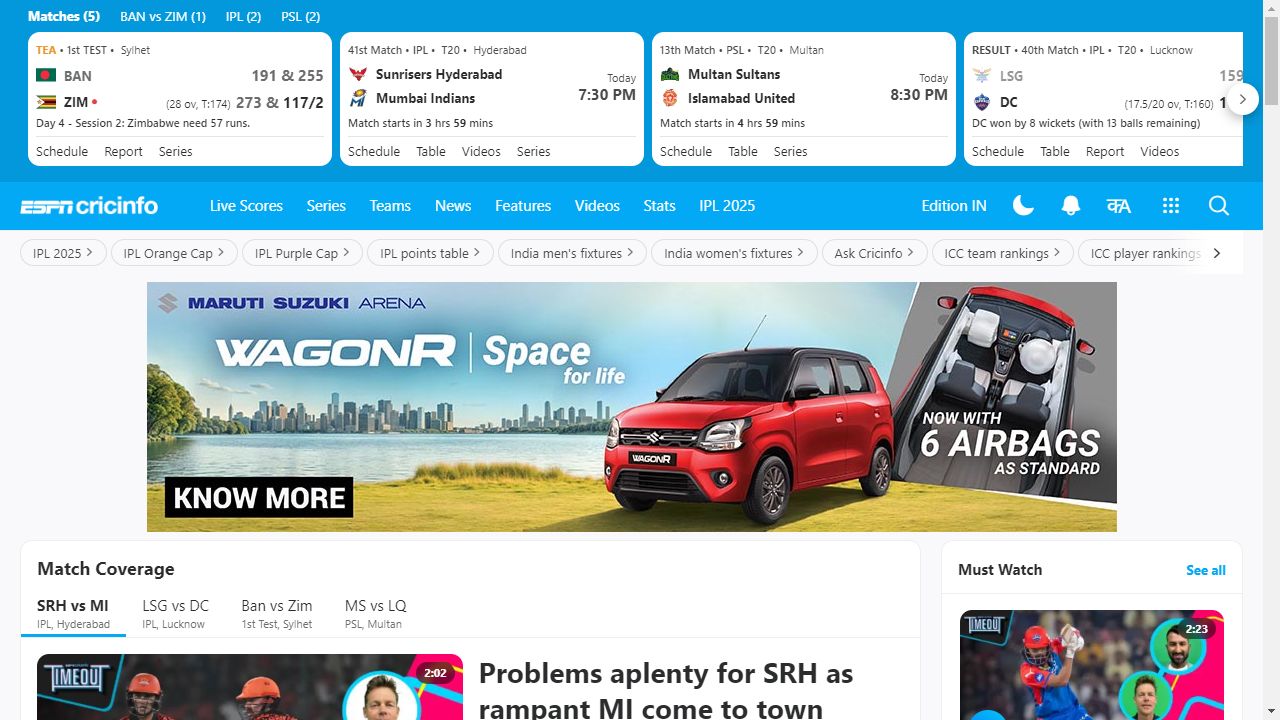 Matches (5) BAN vs ZIM (1) IPL (2) PSL (2)
TEA • 1st TEST • Sylhet
BAN 191 & 255
ZIM • (28 ov, T:174) 273 & 117/2
Day 4 - Session 2: Zimbabwe need 57 runs.
Schedule Report Series
41st Match • IPL • T20 • Hyderabad
Sunrisers Hyderabad
Mumbai Indians
Today
7:30 PM
Match starts in 3 hrs 59 mins
Schedule Table Videos Series
13th Match • PSL • T20 • Multan
Multan Sultans
Islamabad United
Today
8:30 PM
Match starts in 4 hrs 59 mins
Schedule Table Series
RESULT • 40th Match • IPL • T20 • Lucknow
LSG 159
DC (17.5/20 ov, T:160) 1
DC won by 8 wickets (with 13 balls remaining)
Schedule Table Report Videos
ESPN cricinfo Live Scores Series Teams News Features Videos Stats IPL 2025 Edition IN कA
IPL 2025 IPL Orange Cap IPL Purple Cap IPL points table India men's fixtures India women's fixtures Ask Cricinfo ICC team rankings ICC player rankings
MARUTI SUZUKI ARENA
WAGONR Space
for life
WAGONR
NOW WITH
6 AIRBAGS
AS STANDARD
KNOW MORE
Match Coverage
SRH vs MI LSG vs DC Ban vs Zim MS vs LQ
IPL, Hyderabad IPL, Lucknow 1st Test, Sylhet PSL, Multan
TIMEOUT
2:02
Problems aplenty for SRH as
rampant MI come to town
Must Watch See all
TIMEOUT
2:23